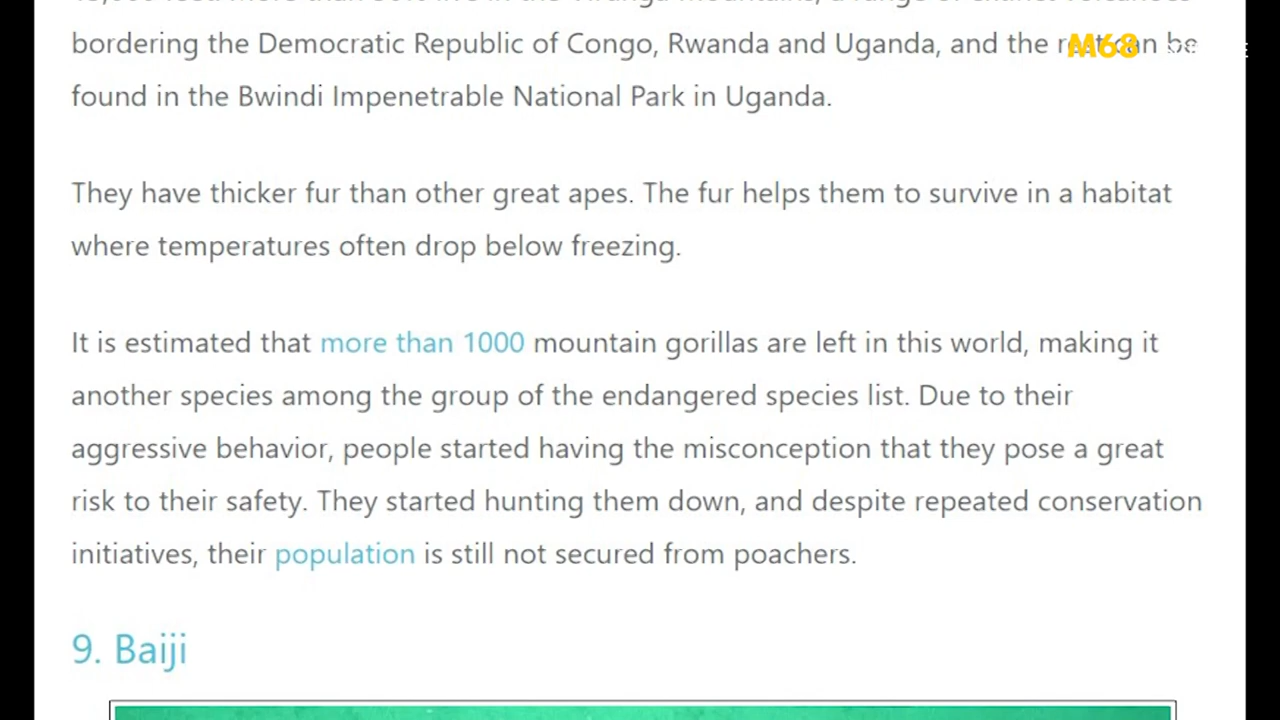 bordering the Democratic Republic of Congo, Rwanda and Uganda, and the rest can be
M68
found in the Bwindi Impenetrable National Park in Uganda.
They have thicker fur than other great apes. The fur helps them to survive in a habitat
where temperatures often drop below freezing.
It is estimated that more than 1000 mountain gorillas are left in this world, making it
another species among the group of the endangered species list. Due to their
aggressive behavior, people started having the misconception that they pose a great
risk to their safety. They started hunting them down, and despite repeated conservation
initiatives, their population is still not secured from poachers.
9. Baiji